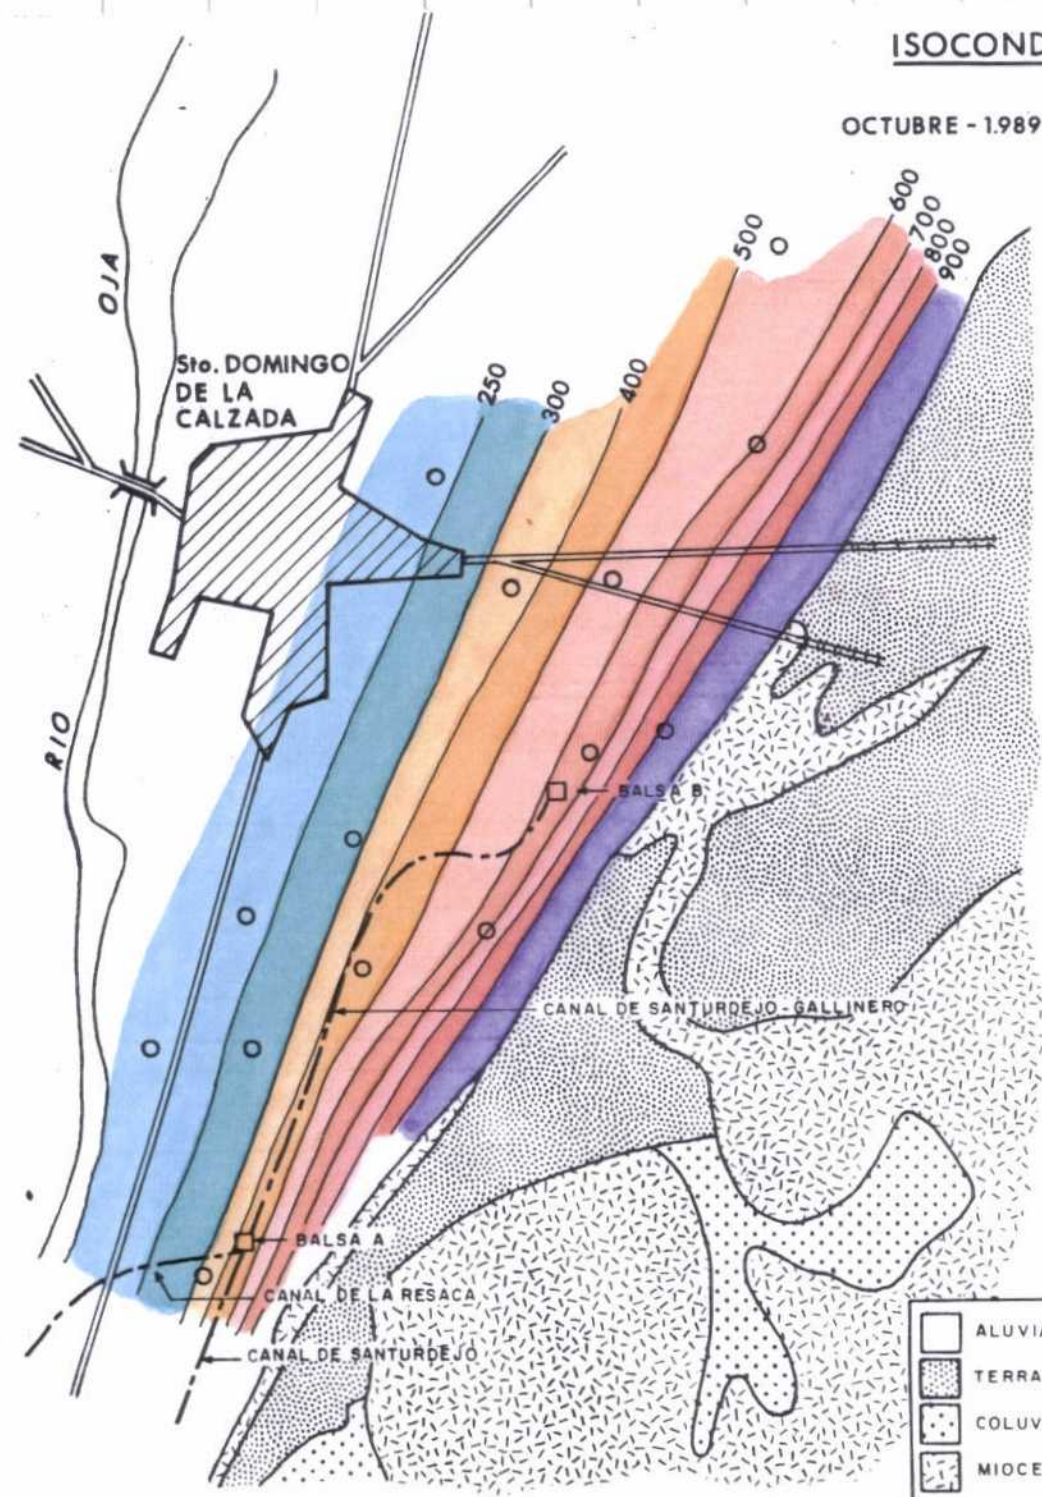 ISOCOND
OCTUBRE - 1.989
600
700
800
900
500
OJA
Sto. DOMINGO
DE LA
CALZADA
250
300
400
RIO
BALSA B
CANAL DE SANTURDEJO-GALLINERO
BALSA A
CANAL DE LA RESACA
CANAL DE SANTURDEJO
ALUVIA
TERRA
COLUV
MIOCE